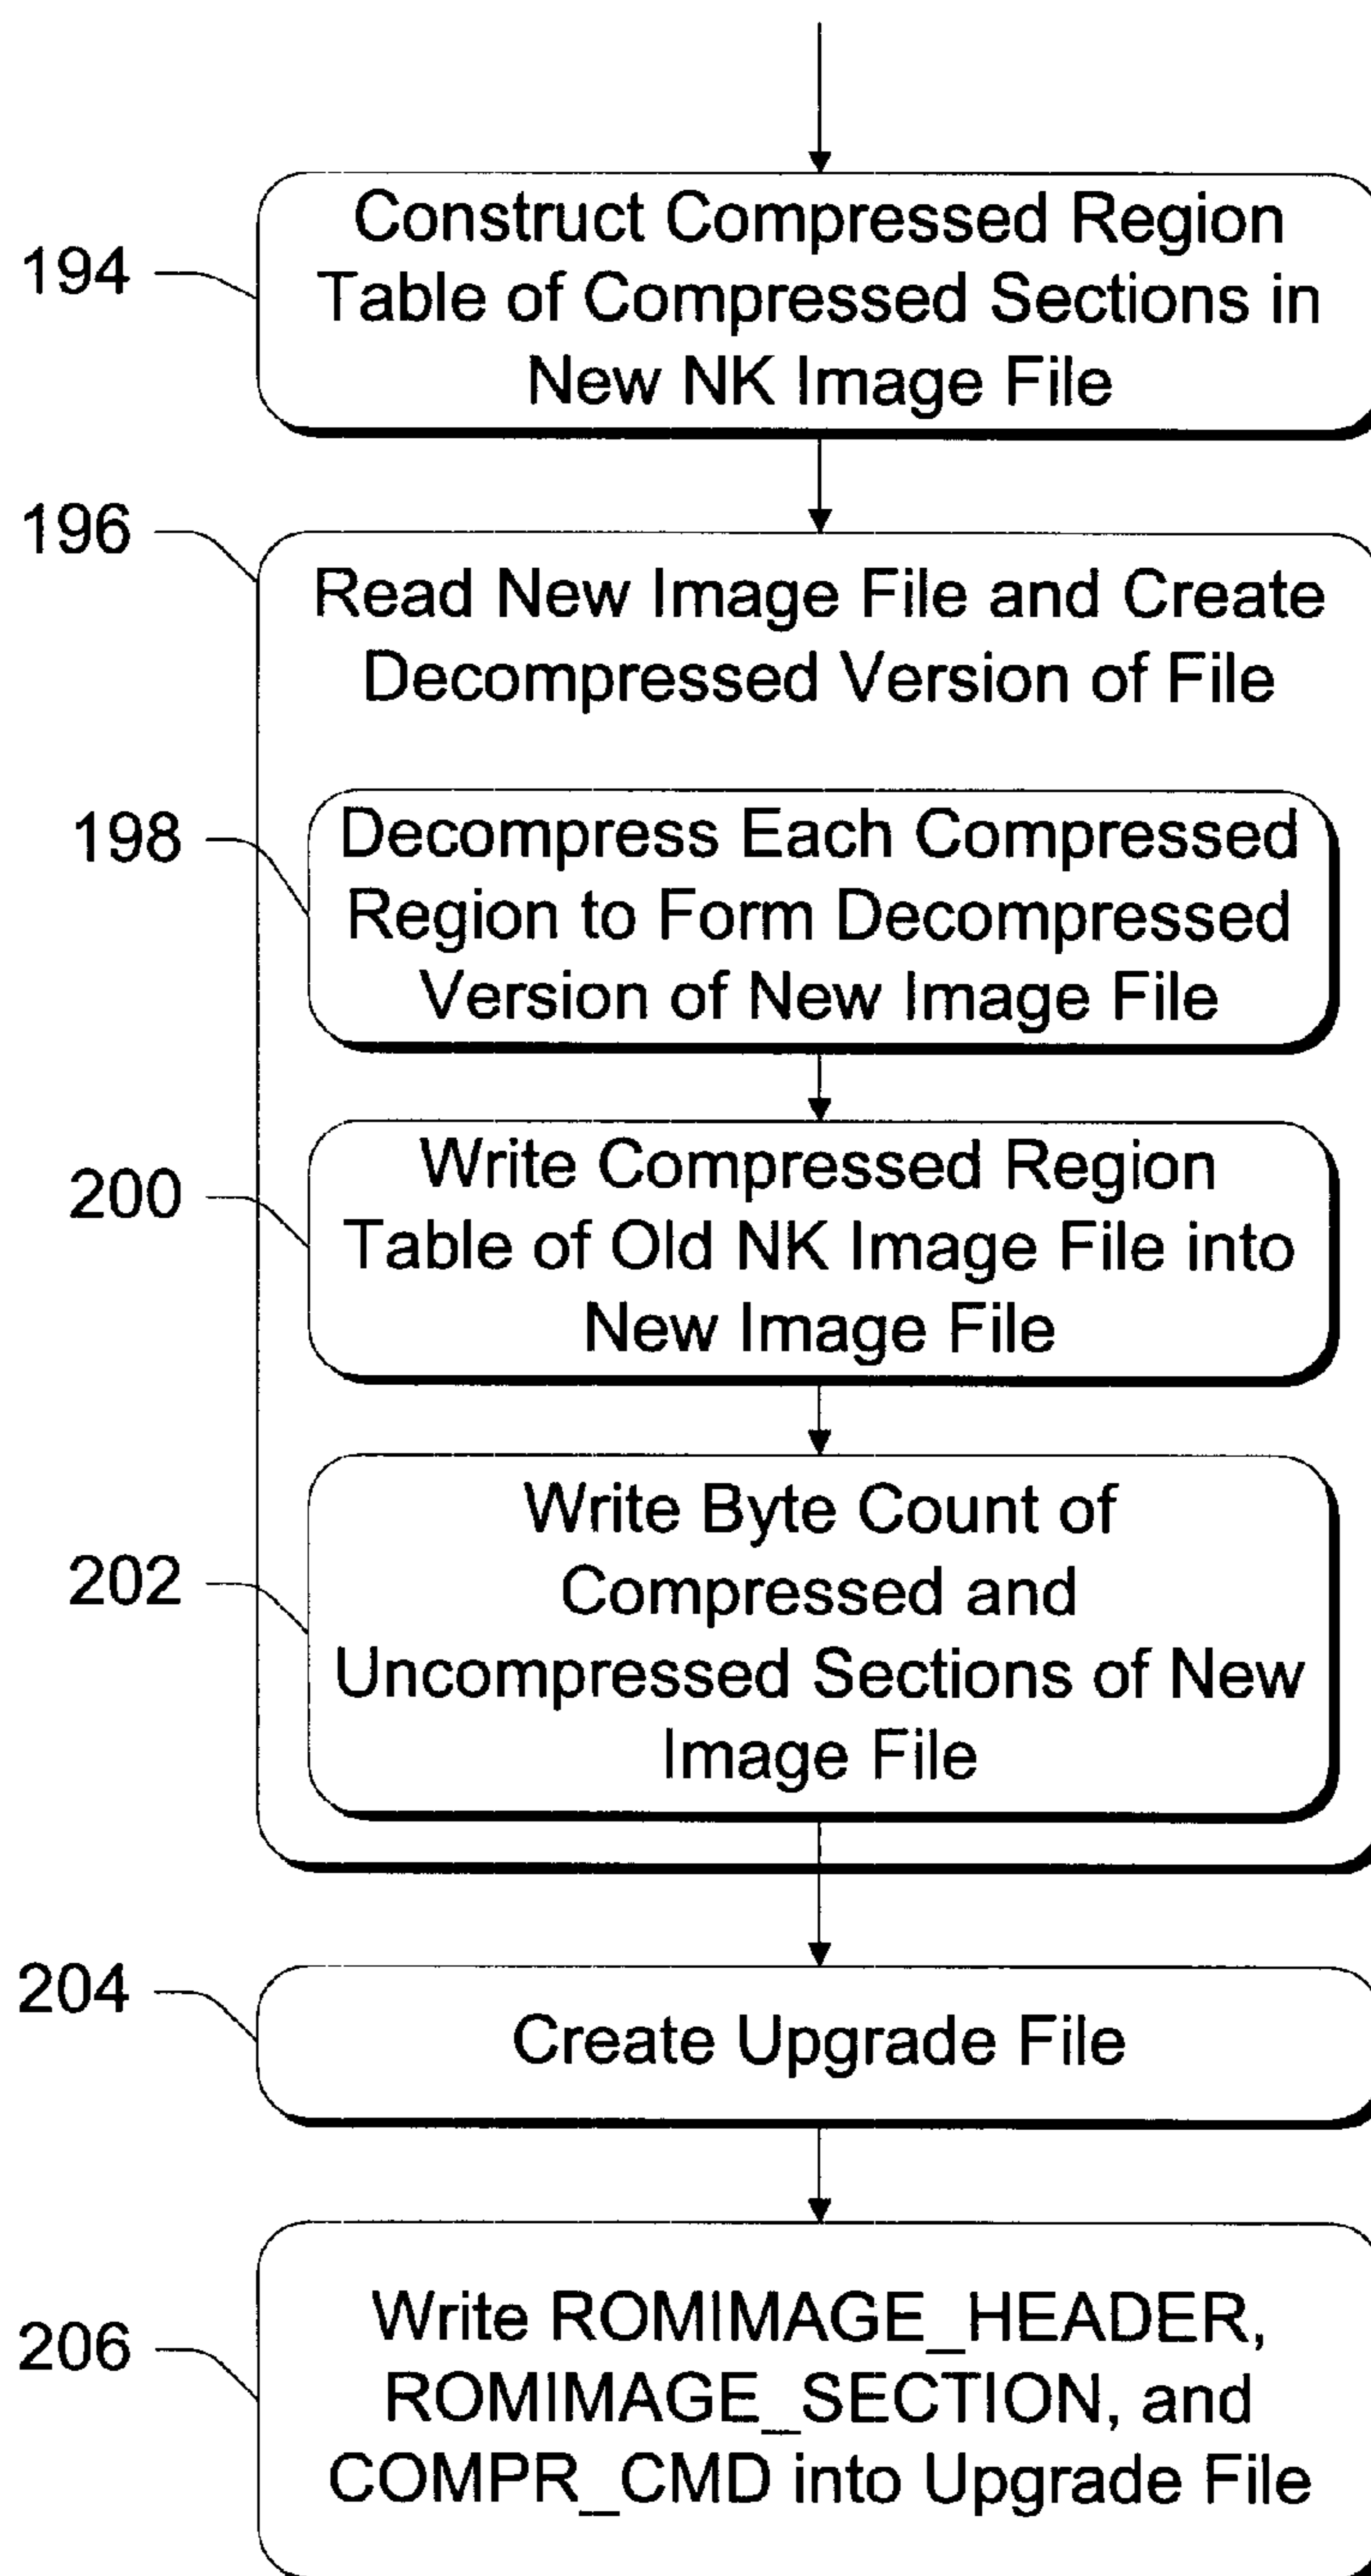 194
Construct Compressed Region
Table of Compressed Sections in
New NK Image File
196
Read New Image File and Create
Decompressed Version of File
198
Decompress Each Compressed
Region to Form Decompressed
Version of New Image File
200
Write Compressed Region
Table of Old NK Image File into
New Image File
202
Write Byte Count of
Compressed and
Uncompressed Sections of New
Image File
204
Create Upgrade File
206
Write ROMIMAGE_HEADER,
ROMIMAGE_SECTION, and
COMPR_CMD into Upgrade File